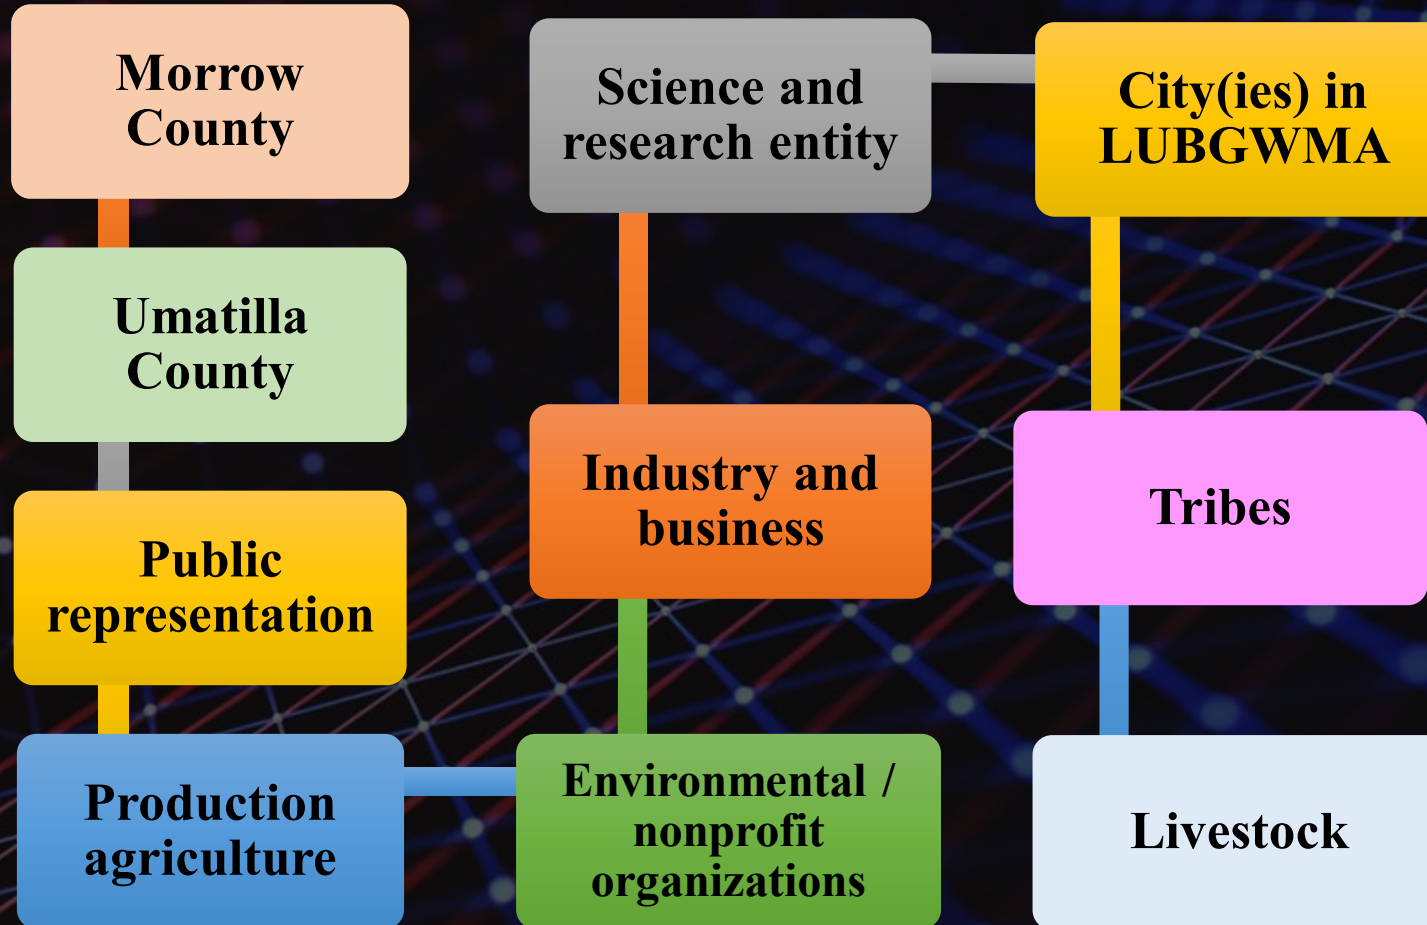 Morrow
County
Umatilla
County
Public
representation
Production
agriculture
Environmental /
nonprofit
organizations
Industry and
business
Science and
research entity
City(ies) in
LUBGWMA
Tribes
Livestock